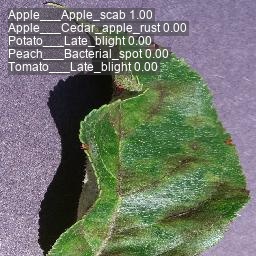 Apple___Apple_scab 1.00
Apple___Cedar_apple_rust 0.00
Potato___Late_blight 0.00
Peach___Bacterial_spot 0.00
Tomato___Late_blight 0.00